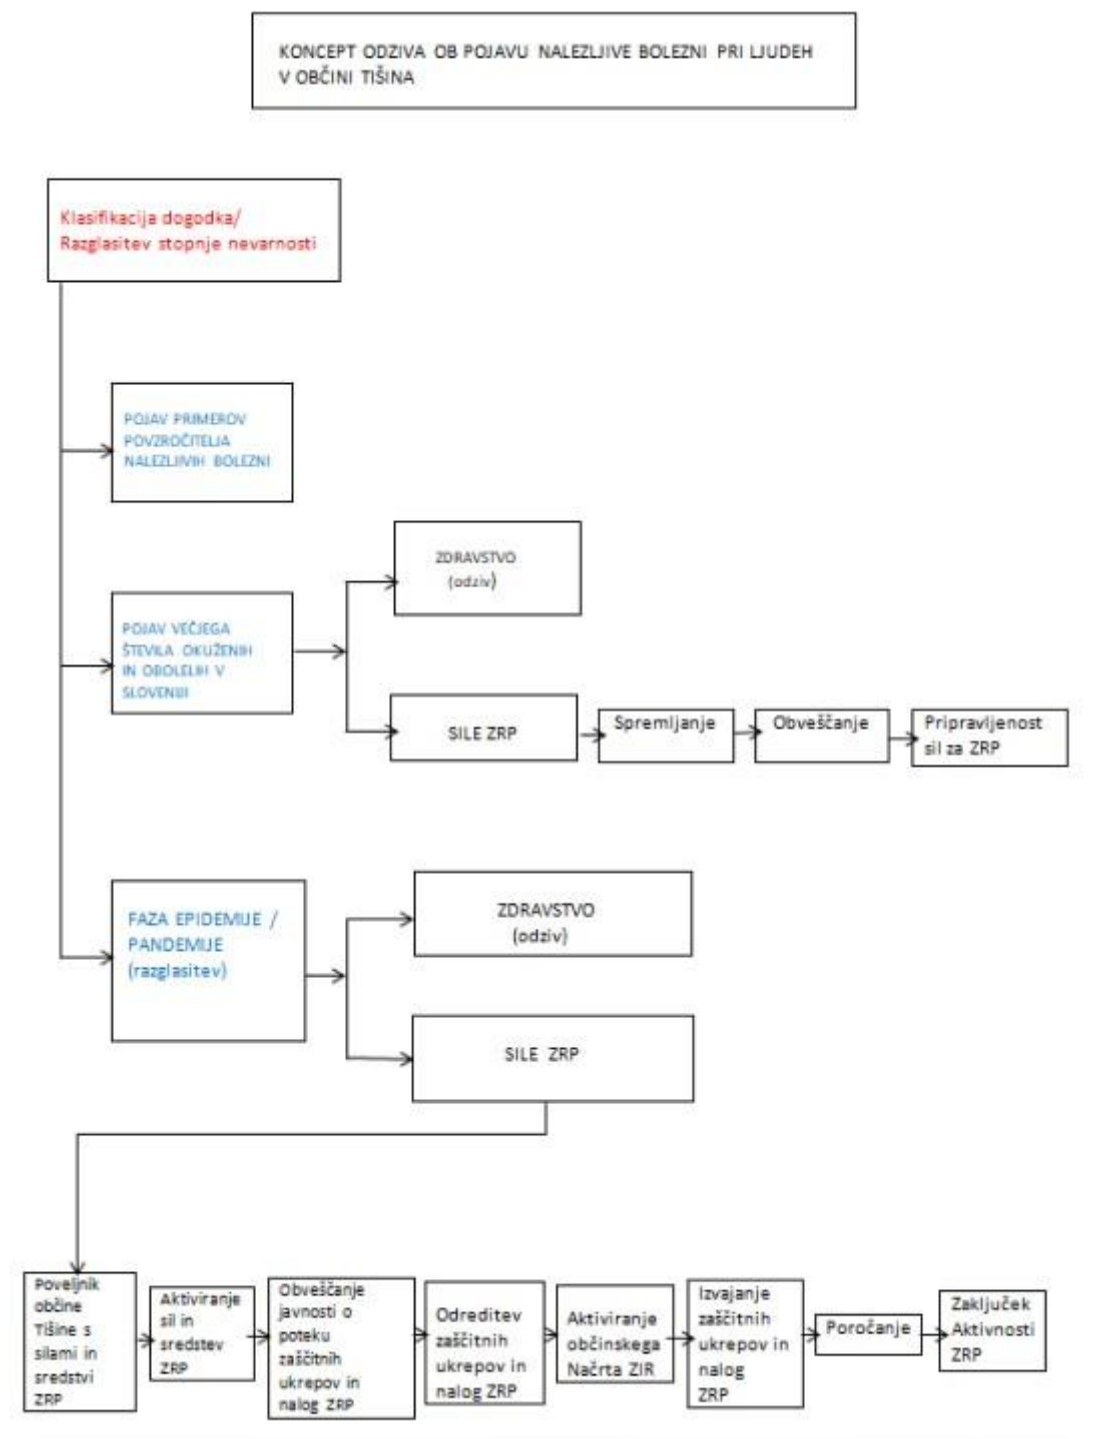 KONCEPT ODZIVA OB POJAVU NALEZLJIVE BOLEZNI PRI LJUDEH
V OBČINI TIŠINA
Klasifikacija dogodka/
Razglasitev stopnje nevarnosti
POJAV PRIMEROV
POVZROČITELJA
NALEZLJIVIH BOLEZNI
ZDRAVSTVO
(odziv)
POJAV VEČJEGA
ŠTEVILA OKUŽENIH
IN OBOLELIH V
SLOVENIJI
SILE ZRP
Spremljanje
Obveščanje
Pripravljenost
sil za ZRP
FAZA EPIDEMIJE /
PANDEMIJE
(razglasitev)
ZDRAVSTVO
(odziv)
SILE ZRP
Poveljnik
občine
Tišine s
silami in
sredstvi
ZRP
Aktiviranje
sil in
sredstev
ZRP
Obveščanje
javnosti o
poteku
zaščitnih
ukrepov in
nalog ZRP
Odreditev
zaščitnih
ukrepov in
nalog ZRP
Aktiviranje
občinskega
Načrta ZIR
Izvajanje
zaščitnih
ukrepov in
nalog
ZRP
Poročanje
Zaključek
Aktivnosti
ZRP